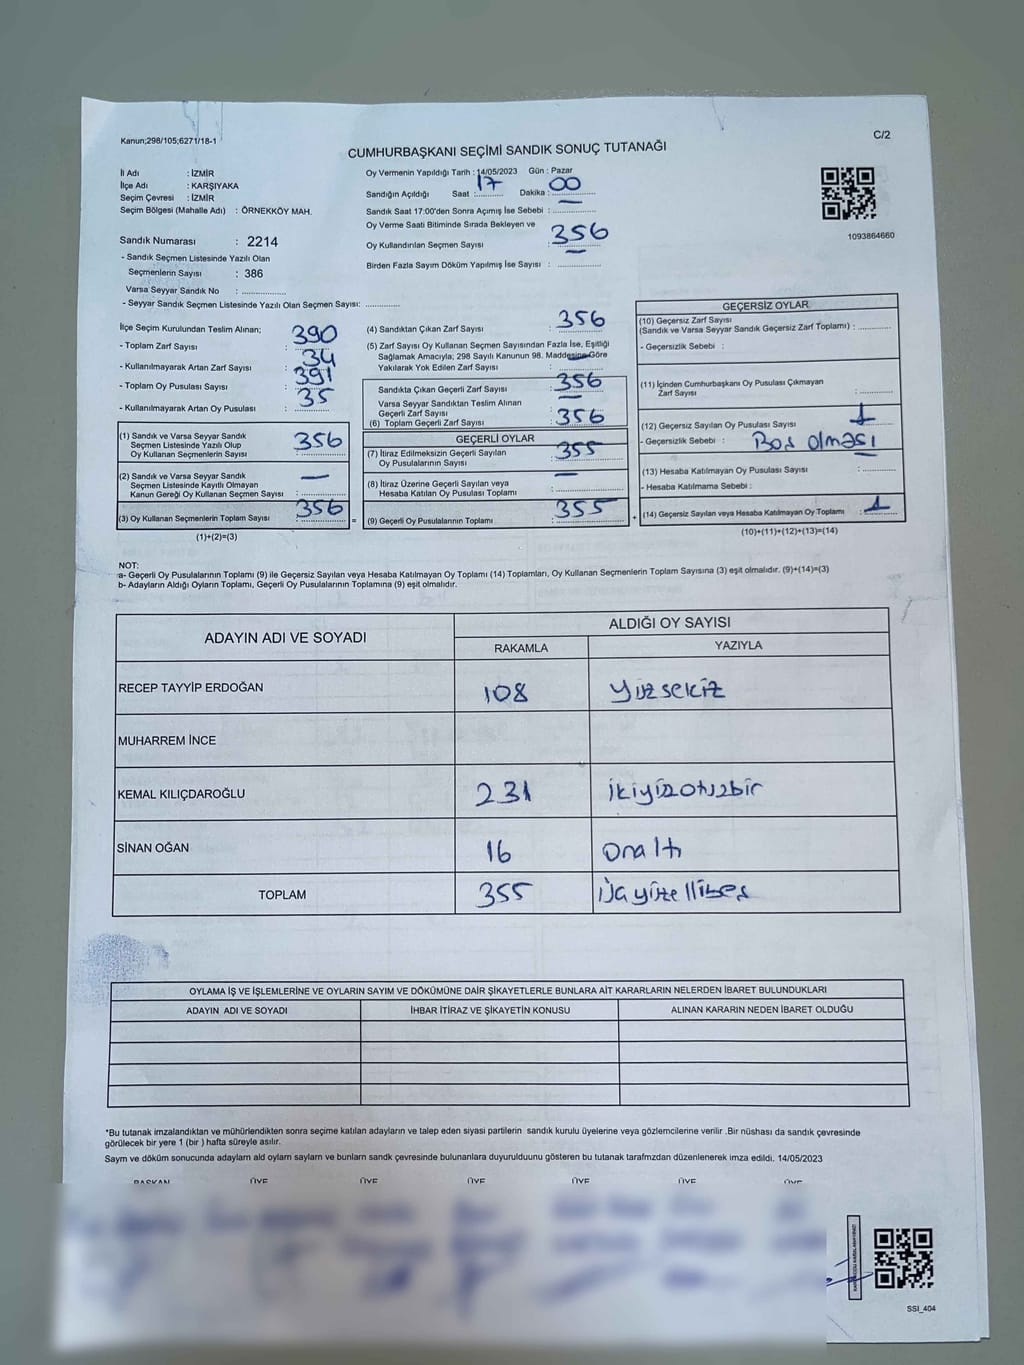 Kanun;298/105;6271/18-1
C/2
CUMHURBAŞKANI SEÇİMİ SANDIK SONUÇ TUTANAĞI
İli Adı : İZMİR
İlçe Adı : KARŞIYAKA
Seçim Çevresi : İZMİR
Seçim Bölgesi (Mahalle Adı) : ÖRNEKKÖY MAH.
Sandık Numarası : 2214
- Sandık Seçmen Listesinde Yazılı Olan
Seçmenlerin Sayısı : 386
Varsa Seyyar Sandık No : ..............
- Seyyar Sandık Seçmen Listesinde Yazılı Olan Seçmen Sayısı: ............
Oy Vermenin Yapıldığı Tarih : 14/05/2023 Gün : Pazar
Sandığın Açıldığı Saat : 17 Dakika : 00
Sandık Saat 17:00'den Sonra Açımış İse Sebebi : ..............
Oy Verme Saati Bitiminde Sırada Bekleyen ve
Oy Kullandırılan Seçmen Sayısı : 356
Birden Fazla Sayım Döküm Yapılmış İse Sayısı : ..............
1093864660
İlçe Seçim Kurulundan Teslim Alınan;
- Toplam Zarf Sayısı : 390
- Kullanılmayarak Artan Zarf Sayısı : 34
- Toplam Oy Pusulası Sayısı : 391
- Kullanılmayarak Artan Oy Pusulası : 35
(1) Sandık ve Varsa Seyyar Sandık
Seçmen Listesinde Yazılı Olup
Oy Kullanan Seçmenlerin Sayısı : 356
(2) Sandık ve Varsa Seyyar Sandık
Seçmen Listesinde Kayıtlı Olmayan
Kanun Gereği Oy Kullanan Seçmen Sayısı : —
(3) Oy Kullanan Seçmenlerin Toplam Sayısı : 356 =
(1)+(2)=(3)
(4) Sandıktan Çıkan Zarf Sayısı : 356
(5) Zarf Sayısı Oy Kullanan Seçmen Sayısından Fazla İse, Eşitliği
Sağlamak Amacıyla; 298 Sayılı Kanunun 98. Maddesine Göre
Yakılarak Yok Edilen Zarf Sayısı : —
Sandıkta Çıkan Geçerli Zarf Sayısı : 356
Varsa Seyyar Sandıktan Teslim Alınan
Geçerli Zarf Sayısı : —
(6) Toplam Geçerli Zarf Sayısı : 356
GEÇERLİ OYLAR
(7) İtiraz Edilmeksizin Geçerli Sayılan
Oy Pusulalarının Sayısı : 355
(8) İtiraz Üzerine Geçerli Sayılan veya
Hesaba Katılan Oy Pusulası Toplamı : —
(9) Geçerli Oy Pusulalarının Toplamı : 355 +
GEÇERSİZ OYLAR
(10) Geçersiz Zarf Sayısı
(Sandık ve Varsa Seyyar Sandık Geçersiz Zarf Toplamı) : ............
- Geçersizlik Sebebi :
(11) İçinden Cumhurbaşkanı Oy Pusulası Çıkmayan
Zarf Sayısı : ............
(12) Geçersiz Sayılan Oy Pusulası Sayısı : 1
- Geçersizlik Sebebi : Boş olması
(13) Hesaba Katılmayan Oy Pusulası Sayısı : ............
- Hesaba Katılmama Sebebi :
(14) Geçersiz Sayılan veya Hesaba Katılmayan Oy Toplamı : 1
(10)+(11)+(12)+(13)=(14)
NOT:
a- Geçerli Oy Pusulalarının Toplamı (9) ile Geçersiz Sayılan veya Hesaba Katılmayan Oy Toplamı (14) Toplamları, Oy Kullanan Seçmenlerin Toplam Sayısına (3) eşit olmalıdır. (9)+(14)=(3)
b- Adayların Aldığı Oyların Toplamı, Geçerli Oy Pusulalarının Toplamına (9) eşit olmalıdır.
ADAYIN ADI VE SOYADI
ALDIĞI OY SAYISI
RAKAMLA YAZIYLA
RECEP TAYYİP ERDOĞAN 108 yüzsekiz
MUHARREM İNCE
KEMAL KILIÇDAROĞLU 231 ikiyüzotuzbir
SİNAN OĞAN 16 onaltı
TOPLAM 355 üçyüzellibeş
OYLAMA İŞ VE İŞLEMLERİNE VE OYLARIN SAYIM VE DÖKÜMÜNE DAİR ŞİKAYETLERLE BUNLARA AİT KARARLARIN NELERDEN İBARET BULUNDUKLARI
ADAYIN ADI VE SOYADI İHBAR İTİRAZ VE ŞİKAYETİN KONUSU ALINAN KARARIN NEDEN İBARET OLDUĞU
*Bu tutanak imzalandıktan ve mühürlendikten sonra seçime katılan adayların ve talep eden siyasi partilerin sandık kurulu üyelerine veya gözlemcilerine verilir .Bir nüshası da sandık çevresinde
görülecek bir yere 1 (bir ) hafta süreyle asılır.
Sayım ve döküm sonucunda adayların ald oyların sayların ve bunların sandk çevresinde bulunanlara duyurulduunu gösteren bu tutanak tarafmzdan düzenlenerek imza edildi. 14/05/2023
BAŞKAN ÜYE ÜYE ÜYE ÜYE ÜYE ÜYE
SSI_404